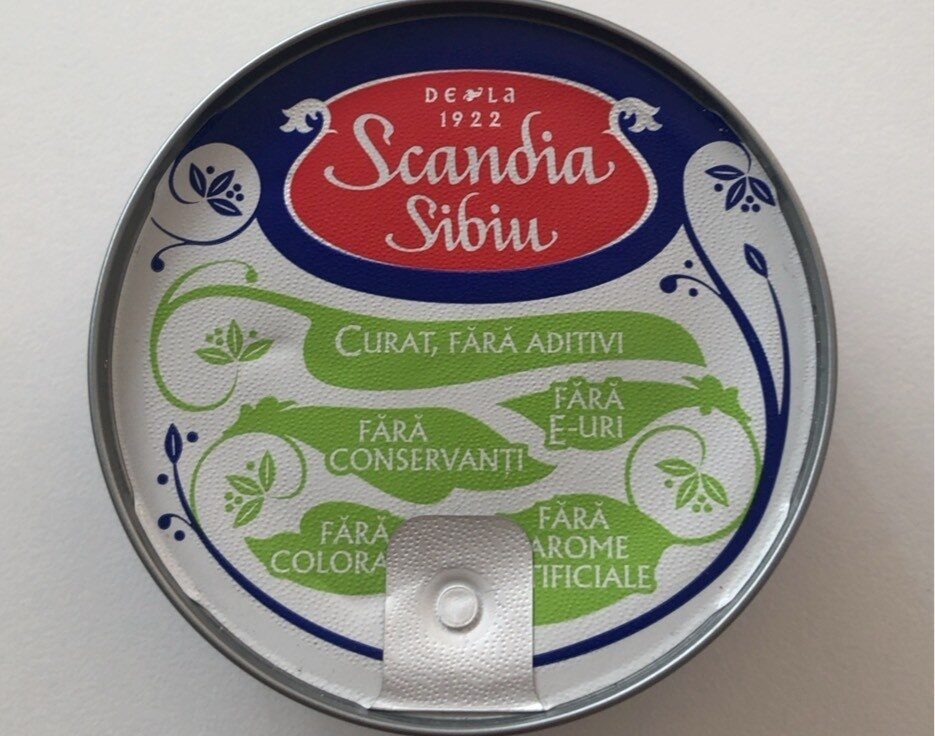 DE LA
1922
Scandia
Sibiu
CURAT, FĂRĂ ADITIVI
FĂRĂ
E-URI
FĂRĂ
CONSERVANȚI
FĂRĂ
FĂRĂ
AROME